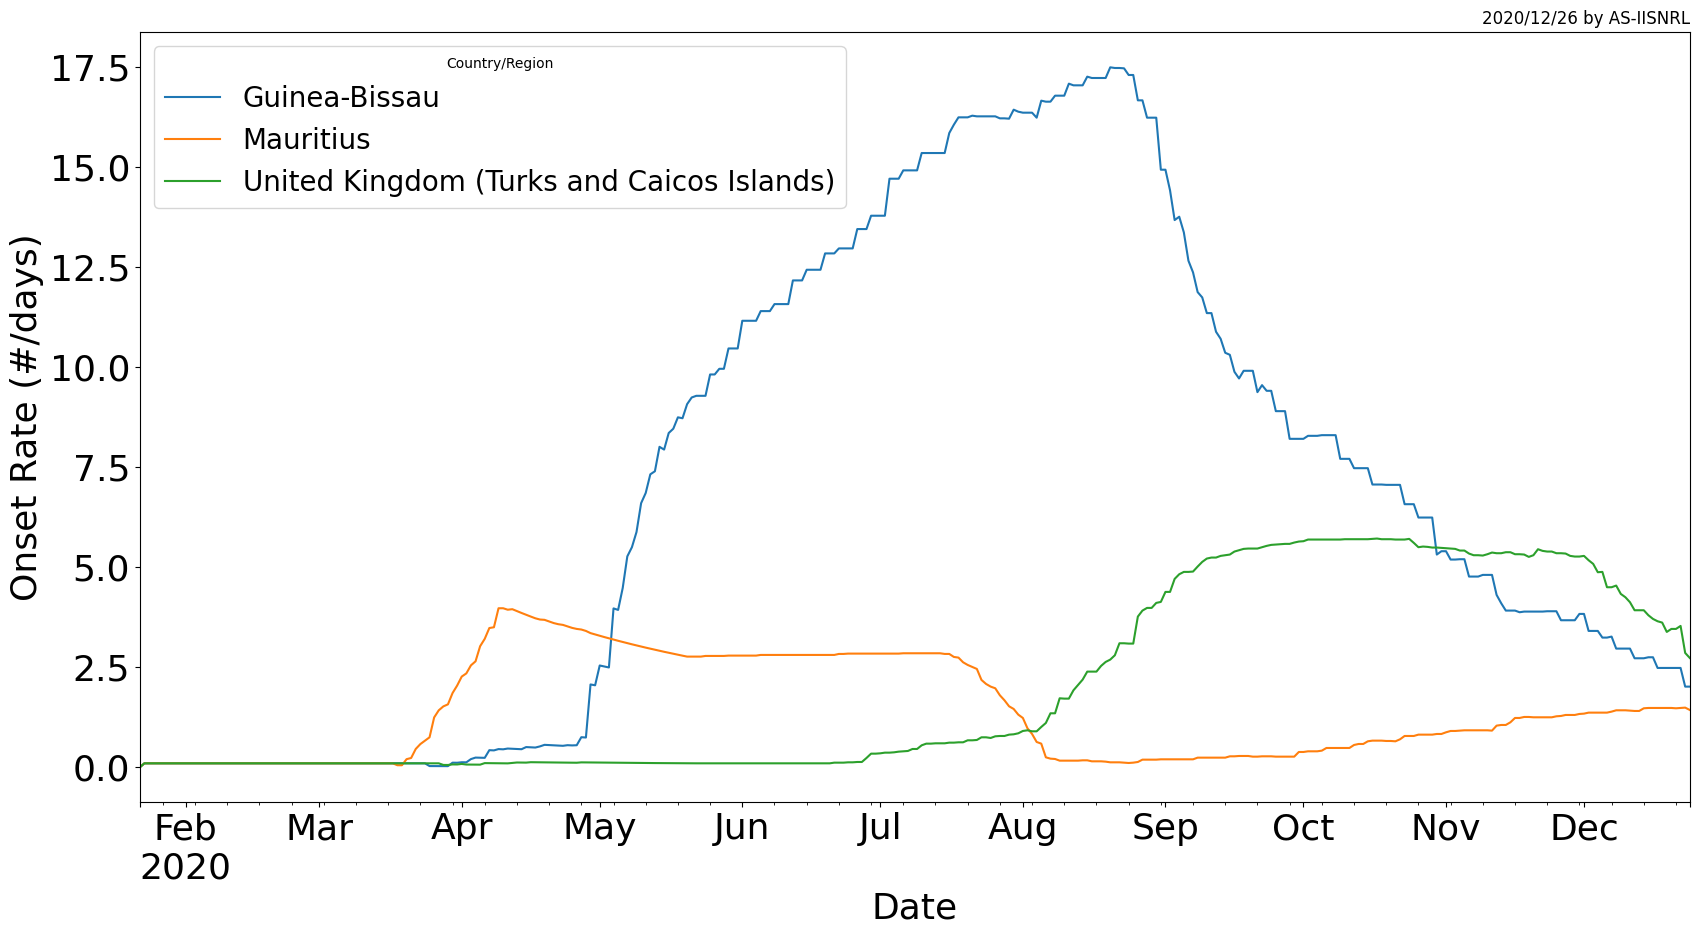 2020/12/26 by AS-IISNRL
Country/Region
Guinea-Bissau
Mauritius
United Kingdom (Turks and Caicos Islands)
Onset Rate (#/days)
17.5
15.0
12.5
10.0
7.5
5.0
2.5
0.0
Feb Mar Apr May Jun Jul Aug Sep Oct Nov Dec
2020
Date